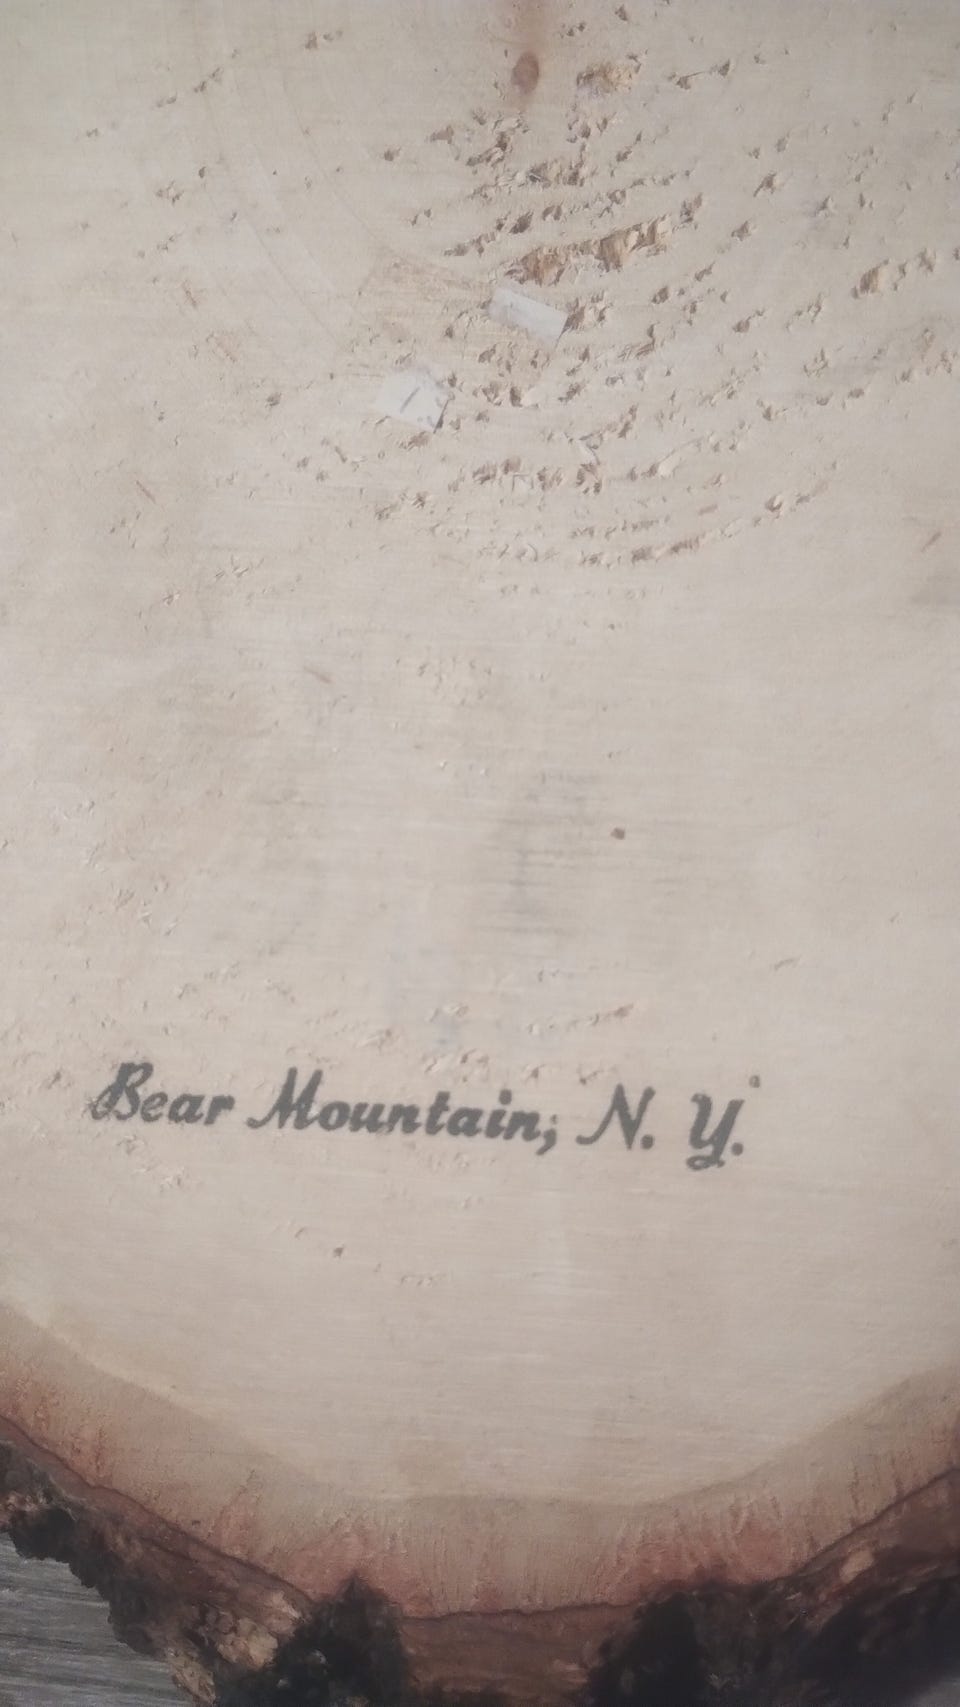 Bear Mountain, N. Y.